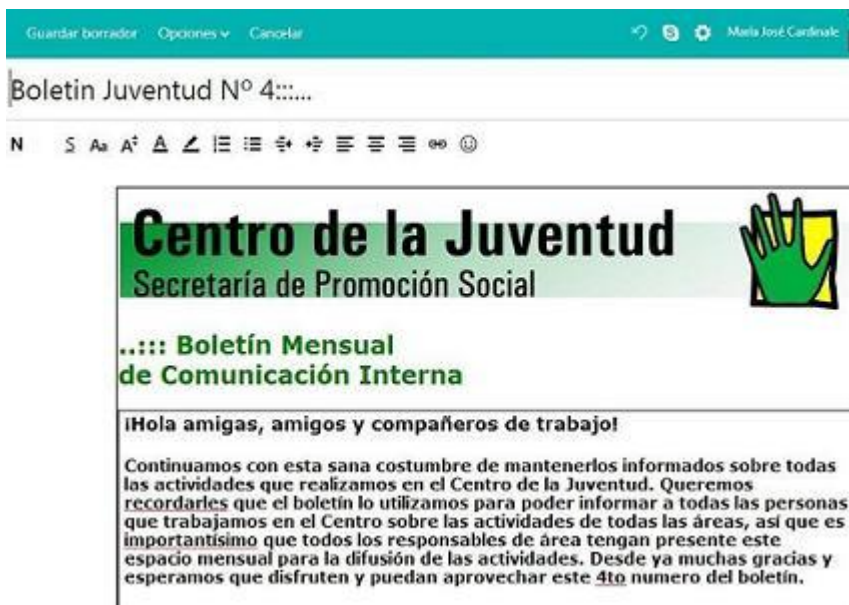 Guardar borrador Opciones Cancelar María José Cardinale
Boletin Juventud Nº 4:::...
N S Aa A A
Centro de la Juventud
Secretaría de Promoción Social
..::: Boletín Mensual
de Comunicación Interna
¡Hola amigas, amigos y compañeros de trabajo!
Continuamos con esta sana costumbre de mantenerlos informados sobre todas
las actividades que realizamos en el Centro de la Juventud. Queremos
recordarles que el boletín lo utilizamos para poder informar a todas las personas
que trabajamos en el Centro sobre las actividades de todas las áreas, así que es
importantísimo que todos los responsables de área tengan presente este
espacio mensual para la difusión de las actividades. Desde ya muchas gracias y
esperamos que disfruten y puedan aprovechar este 4to numero del boletín.